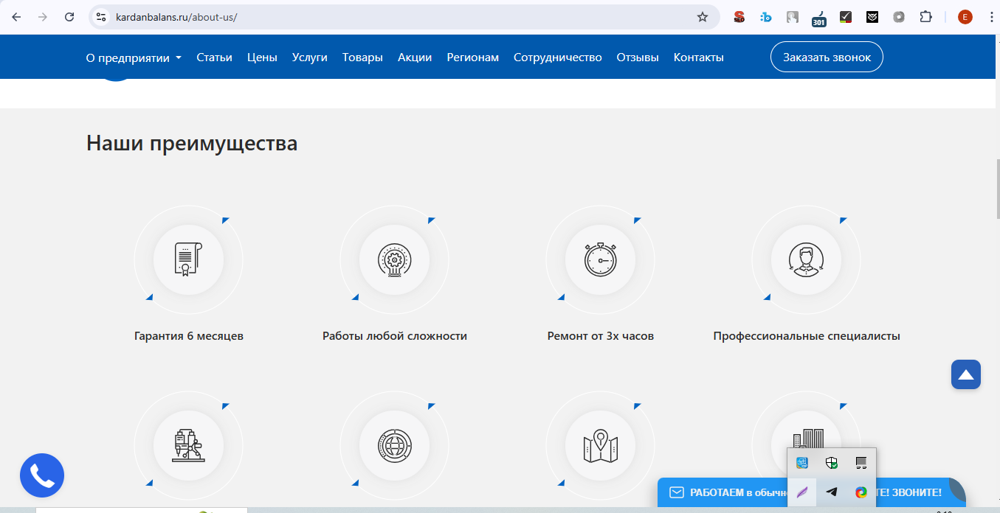 kardanbalans.ru/about-us/
SEO
301
E
О предприятии Статьи Цены Услуги Товары Акции Регионам Сотрудничество Отзывы Контакты Заказать звонок
Наши преимущества
Гарантия 6 месяцев Работы любой сложности Ремонт от 3х часов Профессиональные специалисты
РАБОТАЕМ в обычн ТЕ! ЗВОНИТЕ!